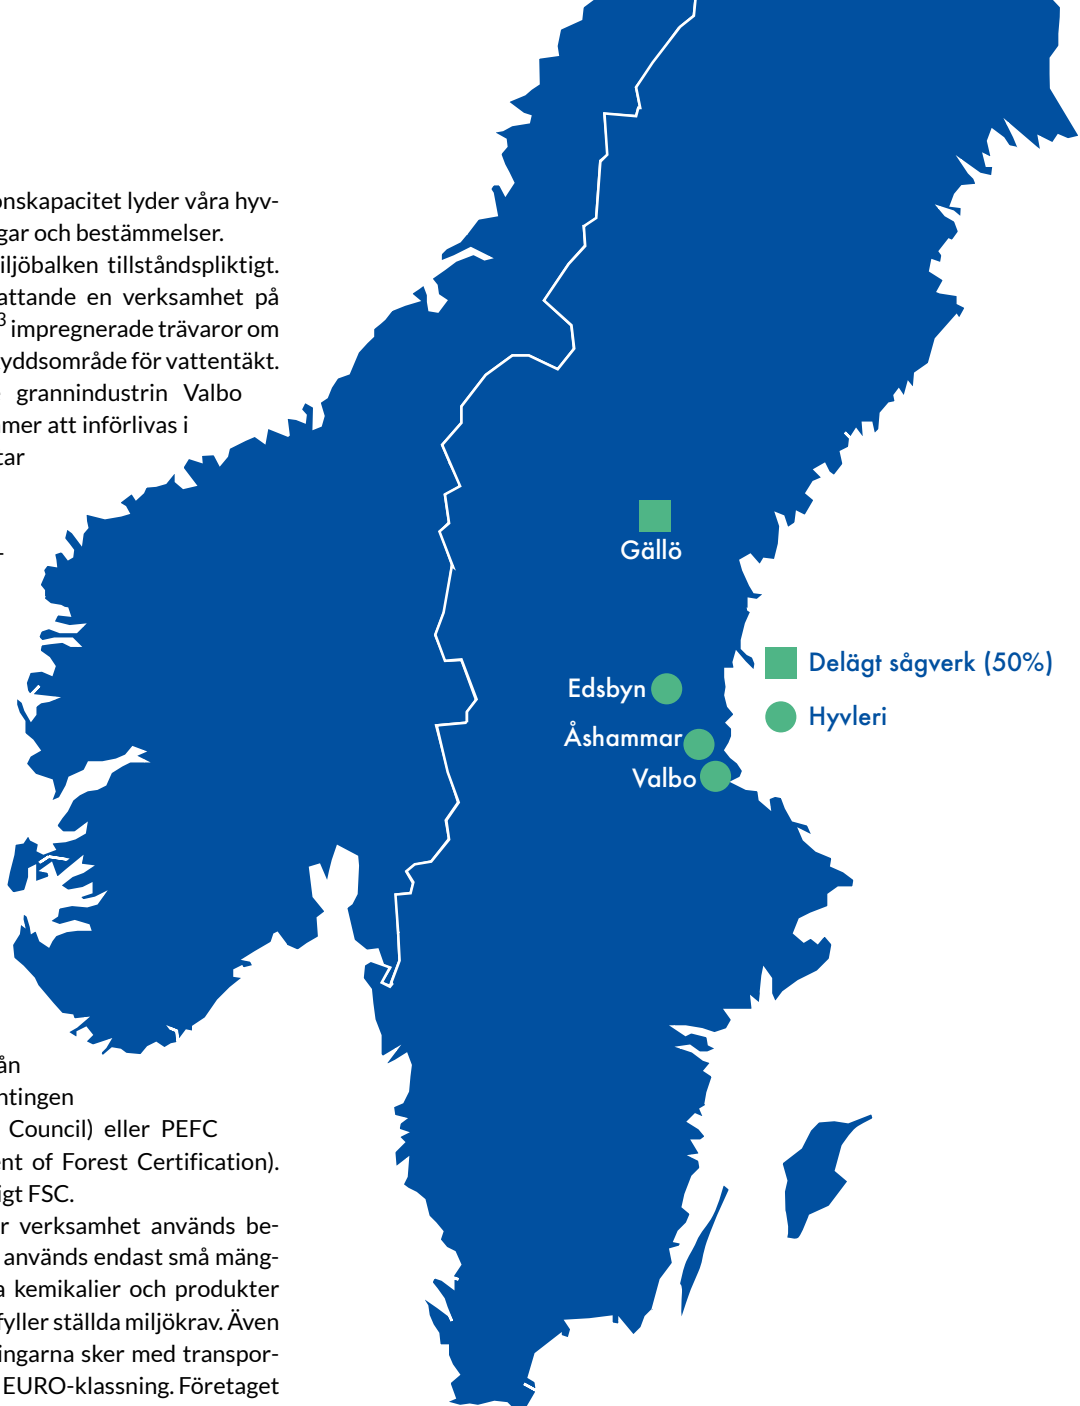 onskapacitet lyder våra hyv-
gar och bestämmelser.
iljöbalken tillståndspliktigt.
attande en verksamhet på
3 impregnerade trävaror om
yddsområde för vattentäkt.
grannindustrin Valbo
mer att införlivas i
tar
-
Gällö
Delägt sågverk (50%)
Edsbyn
Hyvleri
Åshammar
Valbo
ån
ntingen
Council) eller PEFC
nt of Forest Certification).
igt FSC.
r verksamhet används be-
används endast små mäng-
a kemikalier och produkter
fyller ställda miljökrav. Även
ingarna sker med transpor-
EURO-klassning. Företaget